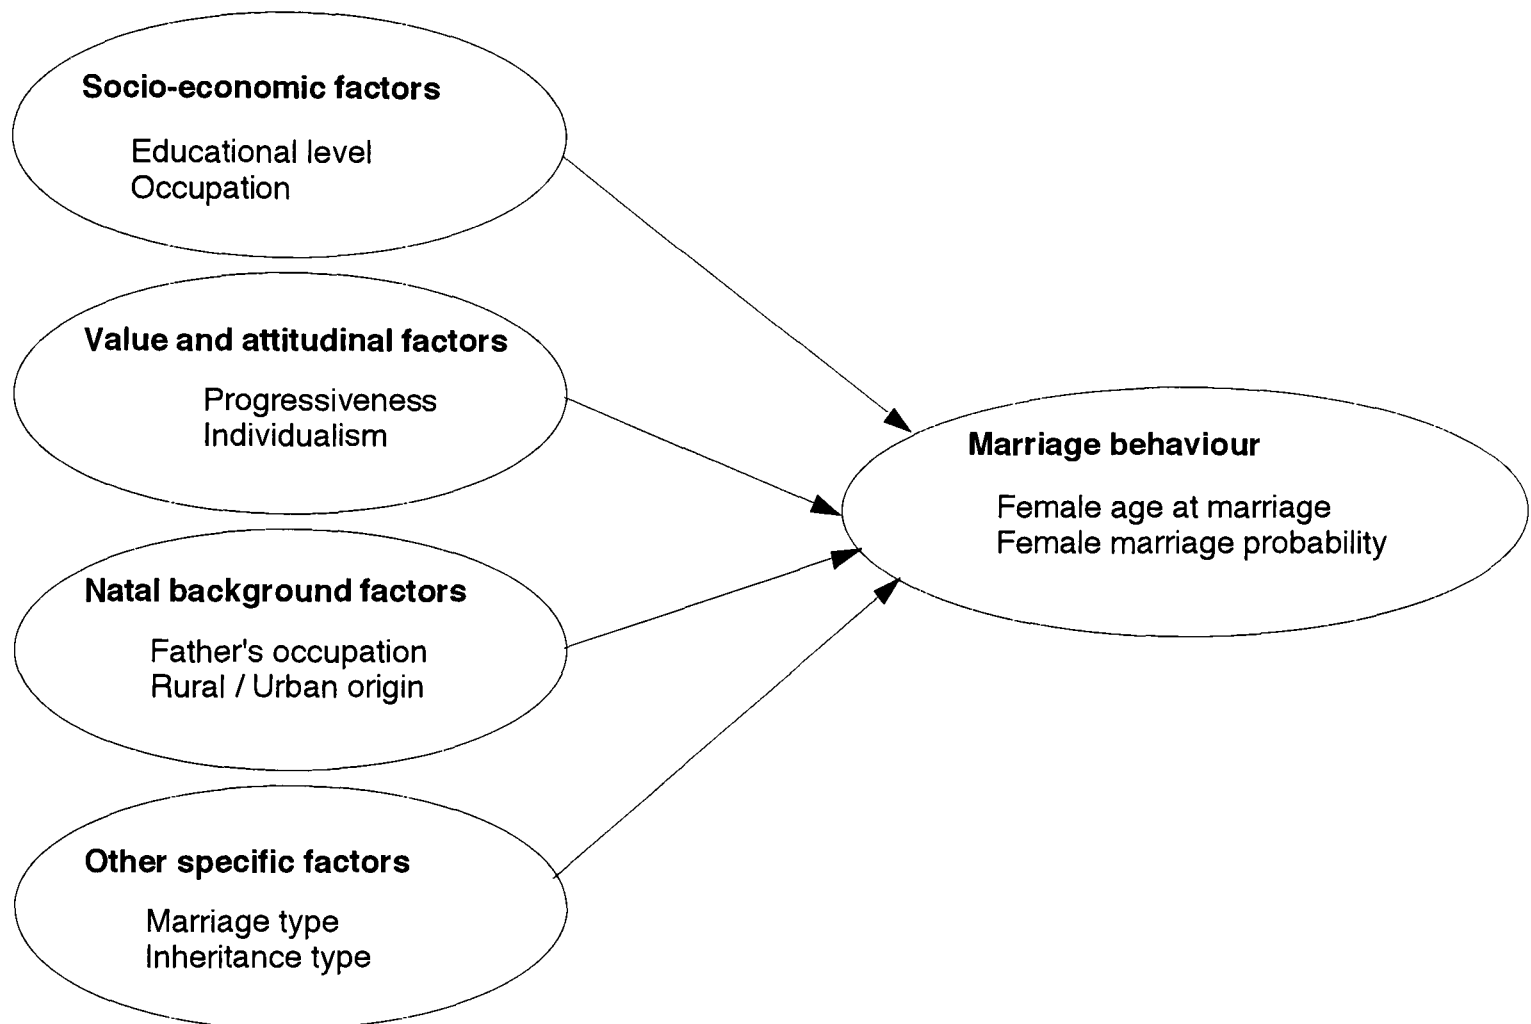 Socio-economic factors
Educational level
Occupation
Value and attitudinal factors
Progressiveness
Individualism
Natal background factors
Father's occupation
Rural / Urban origin
Other specific factors
Marriage type
Inheritance type
Marriage behaviour
Female age at marriage
Female marriage probability